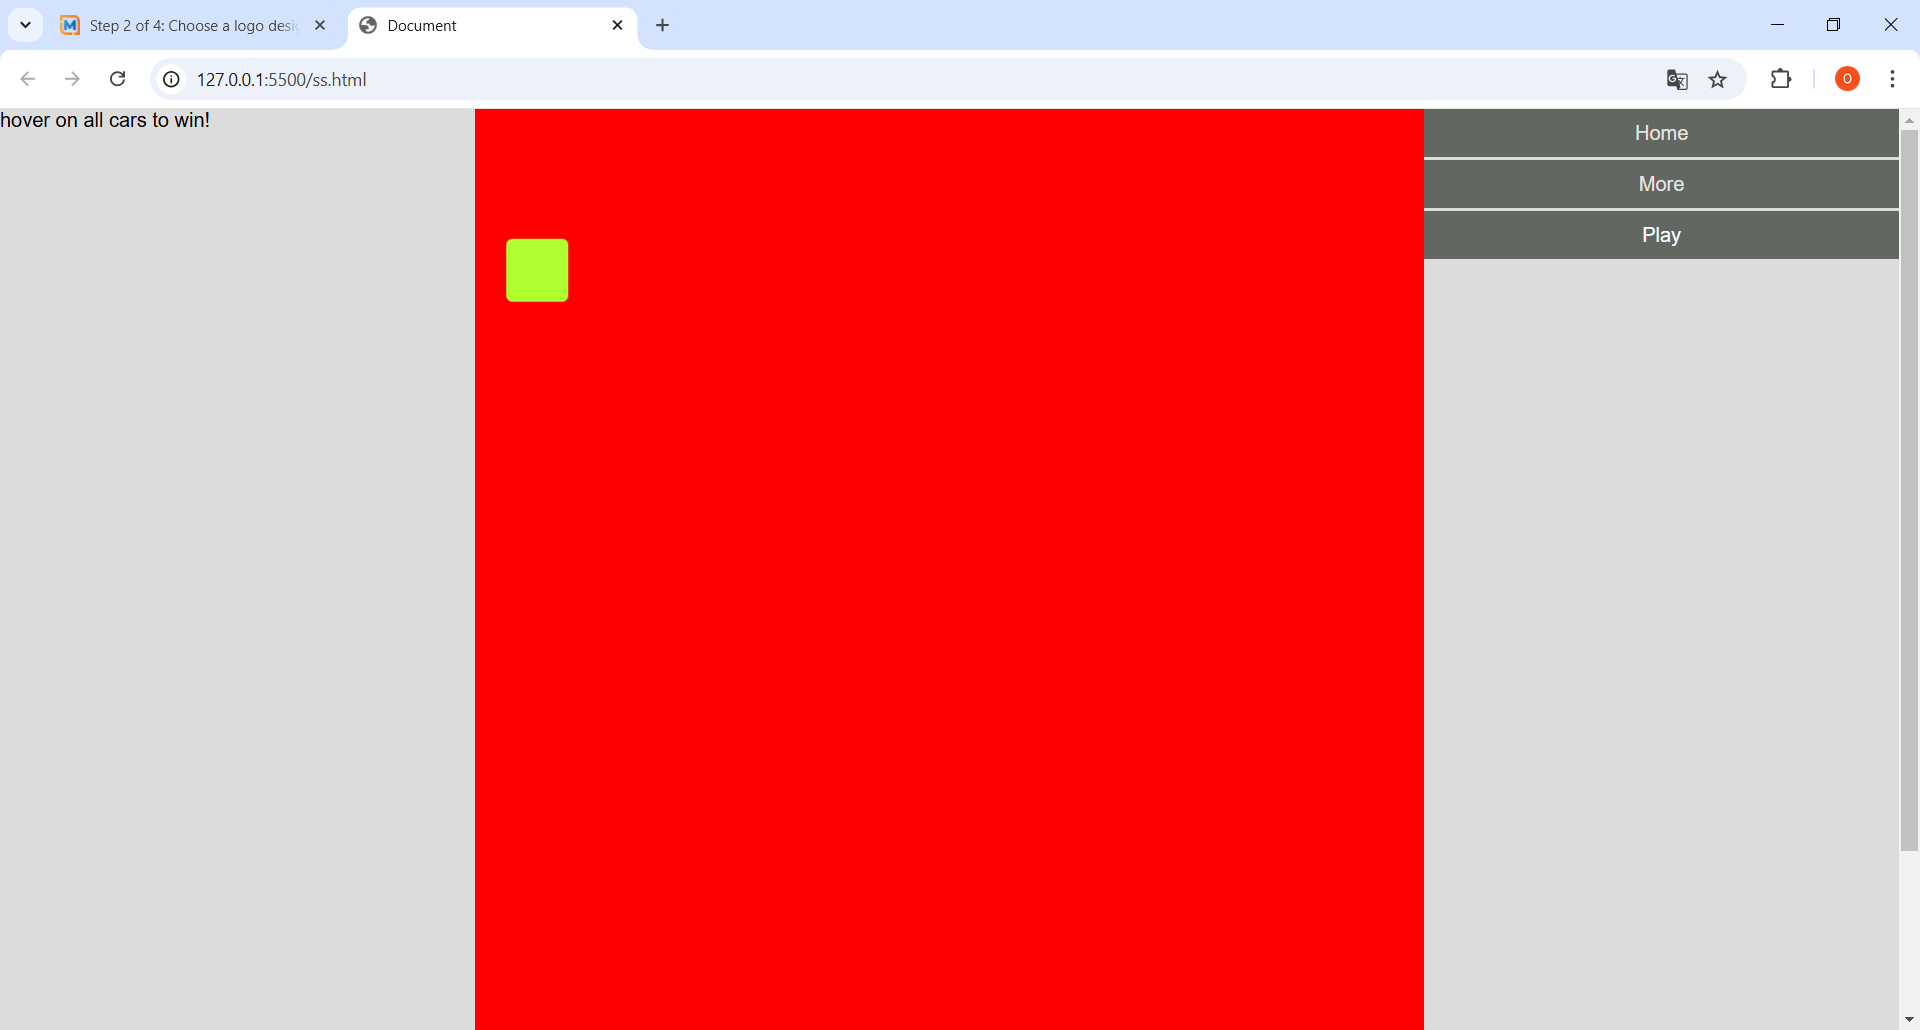 Step 2 of 4: Choose a logo desi
Document
127.0.0.1:5500/ss.html
O
hover on all cars to win!
Home
More
Play